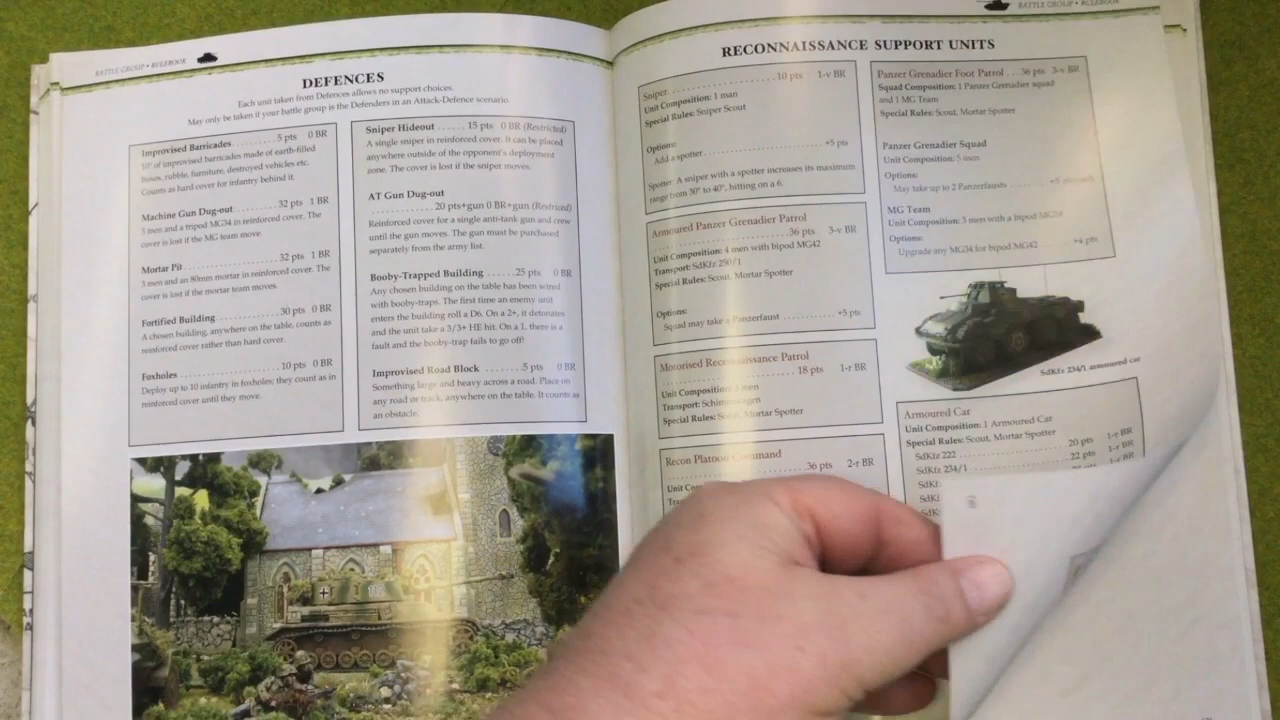 BATTLE GROUP • RULEBOOK
DEFENCES
Each unit taken from Defences allows no support choices.
May only be taken if your battle group is the Defenders in an Attack-Defence scenario.
Improvised Barricades 5 pts 0 BR
10" of improvised barricades made of earth-filled
boxes, rubble, furniture, destroyed vehicles etc.
Counts as hard cover for infantry behind it.
Machine Gun Dug-out 32 pts 1 BR
3 men and a tripod MG34 in reinforced cover. The
cover is lost if the MG team move.
Mortar Pit 32 pts 1 BR
3 men and an 80mm mortar in reinforced cover. The
cover is lost if the mortar team moves.
Fortified Building 30 pts 0 BR
A chosen building, anywhere on the table, counts as
reinforced cover rather than hard cover.
Foxholes 10 pts 0 BR
Deploy up to 10 infantry in foxholes; they count as in
reinforced cover until they move.
Sniper Hideout ...... 15 pts 0 BR (Restricted)
A single sniper in reinforced cover. It can be placed
anywhere outside of the opponent's deployment
zone. The cover is lost if the sniper moves.
AT Gun Dug-out
20 pts+gun 0 BR+gun (Restricted)
Reinforced cover for a single anti-tank gun and crew
until the gun moves. The gun must be purchased
separately from the army list.
Booby-Trapped Building ......25 pts 0 BR
Any chosen building on the table has been wired
with booby-traps. The first time an enemy unit
enters the building roll a D6. On a 2+, it detonates
and the unit take a 3/3+ HE hit. On a 1, there is a
fault and the booby-trap fails to go off!
Improvised Road Block .......5 pts 0 BR
Something large and heavy across a road. Place on
any road or track, anywhere on the table. It counts as
an obstacle.
BATTLE GROUP • RULEBOOK
RECONNAISSANCE SUPPORT UNITS
Sniper 10 pts 1-v BR
Unit Composition: 1 man
Special Rules: Sniper Scout
Options:
Add a spotter +5 pts
Spotter: A sniper with a spotter increases its maximum
range from 30" to 40", hitting on a 6.
Armoured Panzer Grenadier Patrol
36 pts 3-v BR
Unit Composition: 4 men with bipod MG42
Transport: SdKfz 250/1
Special Rules: Scout, Mortar Spotter
Options:
Squad may take a Panzerfaust +5 pts
Motorised Reconnaissance Patrol
18 pts 1-r BR
Unit Composition: men
Transport: Schimmwagen
Special Rules: Scout, Mortar Spotter
Recon Platoon Command
36 pts 2-r BR
Unit
Panzer Grenadier Foot Patrol ... 36 pts 3-v BR
Squad Composition: 1 Panzer Grenadier squad
and 1 MG Team
Special Rules: Scout, Mortar Spotter
Panzer Grenadier Squad
Unit Composition: 5 men
Options:
May take up to 2 Panzerfausts +5
MG Team
Unit Composition: 3 men with a bipod MG34
Options:
Upgrade any MG34 for bipod MG42 +4 pts
SdKfz 234/1 armoured car
Armoured Car
Unit Composition: 1 Armoured Car
Special Rules: Scout, Mortar Spotter
SdKfz 222 20 pts 1-r BR
SdKfz 234/1 22 pts 1-r BR
1-r BR